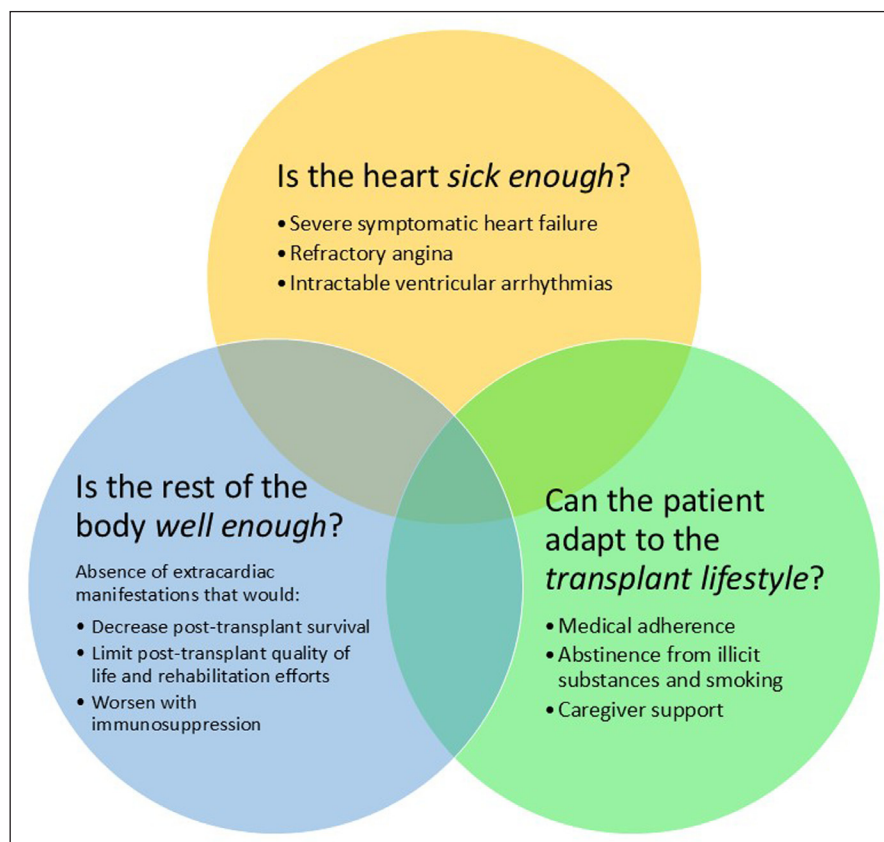 Is the heart sick enough?
• Severe symptomatic heart failure
• Refractory angina
• Intractable ventricular arrhythmias
Is the rest of the
body well enough?
Absence of extracardiac
manifestations that would:
• Decrease post-transplant survival
• Limit post-transplant quality of
life and rehabilitation efforts
• Worsen with
immunosuppression
Can the patient
adapt to the
transplant lifestyle?
• Medical adherence
• Abstinence from illicit
substances and smoking
• Caregiver support